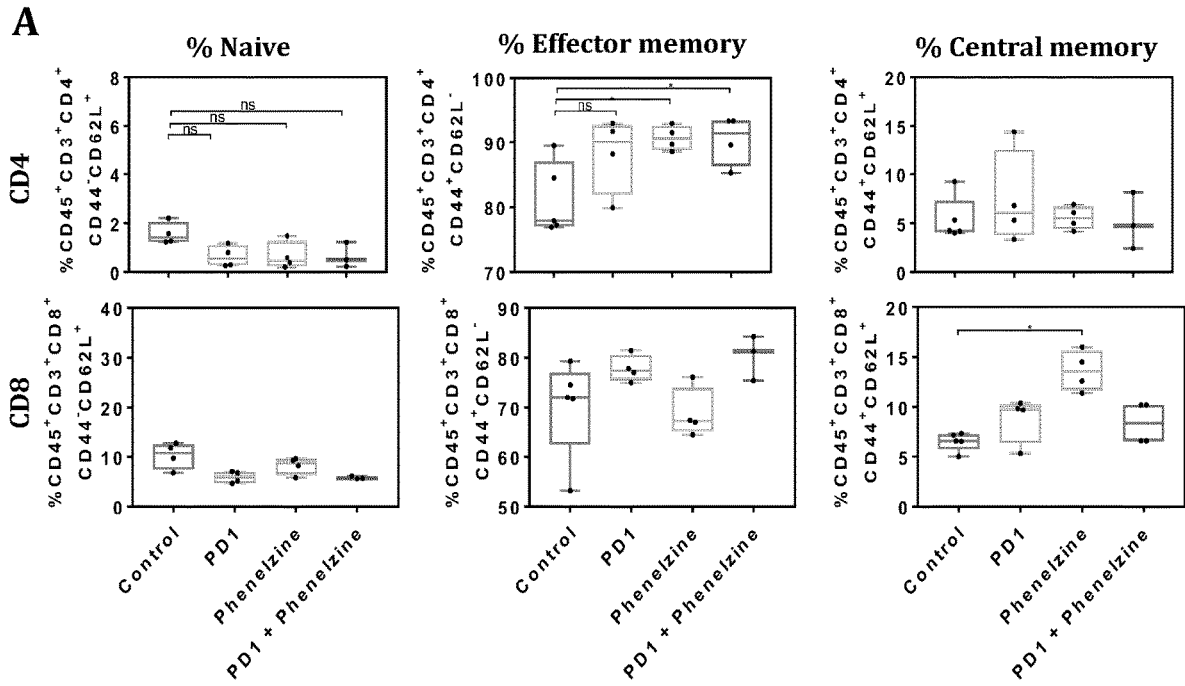 A
% Naive
% Effector memory
% Central memory
CD4
%CD45+CD3+CD4+
CD44-CD62L+
8
6
4
2
0
ns
ns
ns
%CD45+CD3+CD4+
CD44+CD62L-
100
90
80
70
*
*
ns
%CD45+CD3+CD4+
CD44+CD62L+
20
15
10
5
0
CD8
%CD45+CD3+CD8+
CD44-CD62L+
40
30
20
10
0
%CD45+CD3+CD8+
CD44+CD62L-
90
80
70
60
50
%CD45+CD3+CD8+
CD44+CD62L+
20
15
10
5
0
*
Control
PD1
Phenelzine
PD1 + Phenelzine
Control
PD1
Phenelzine
PD1 + Phenelzine
Control
PD1
Phenelzine
PD1 + Phenelzine